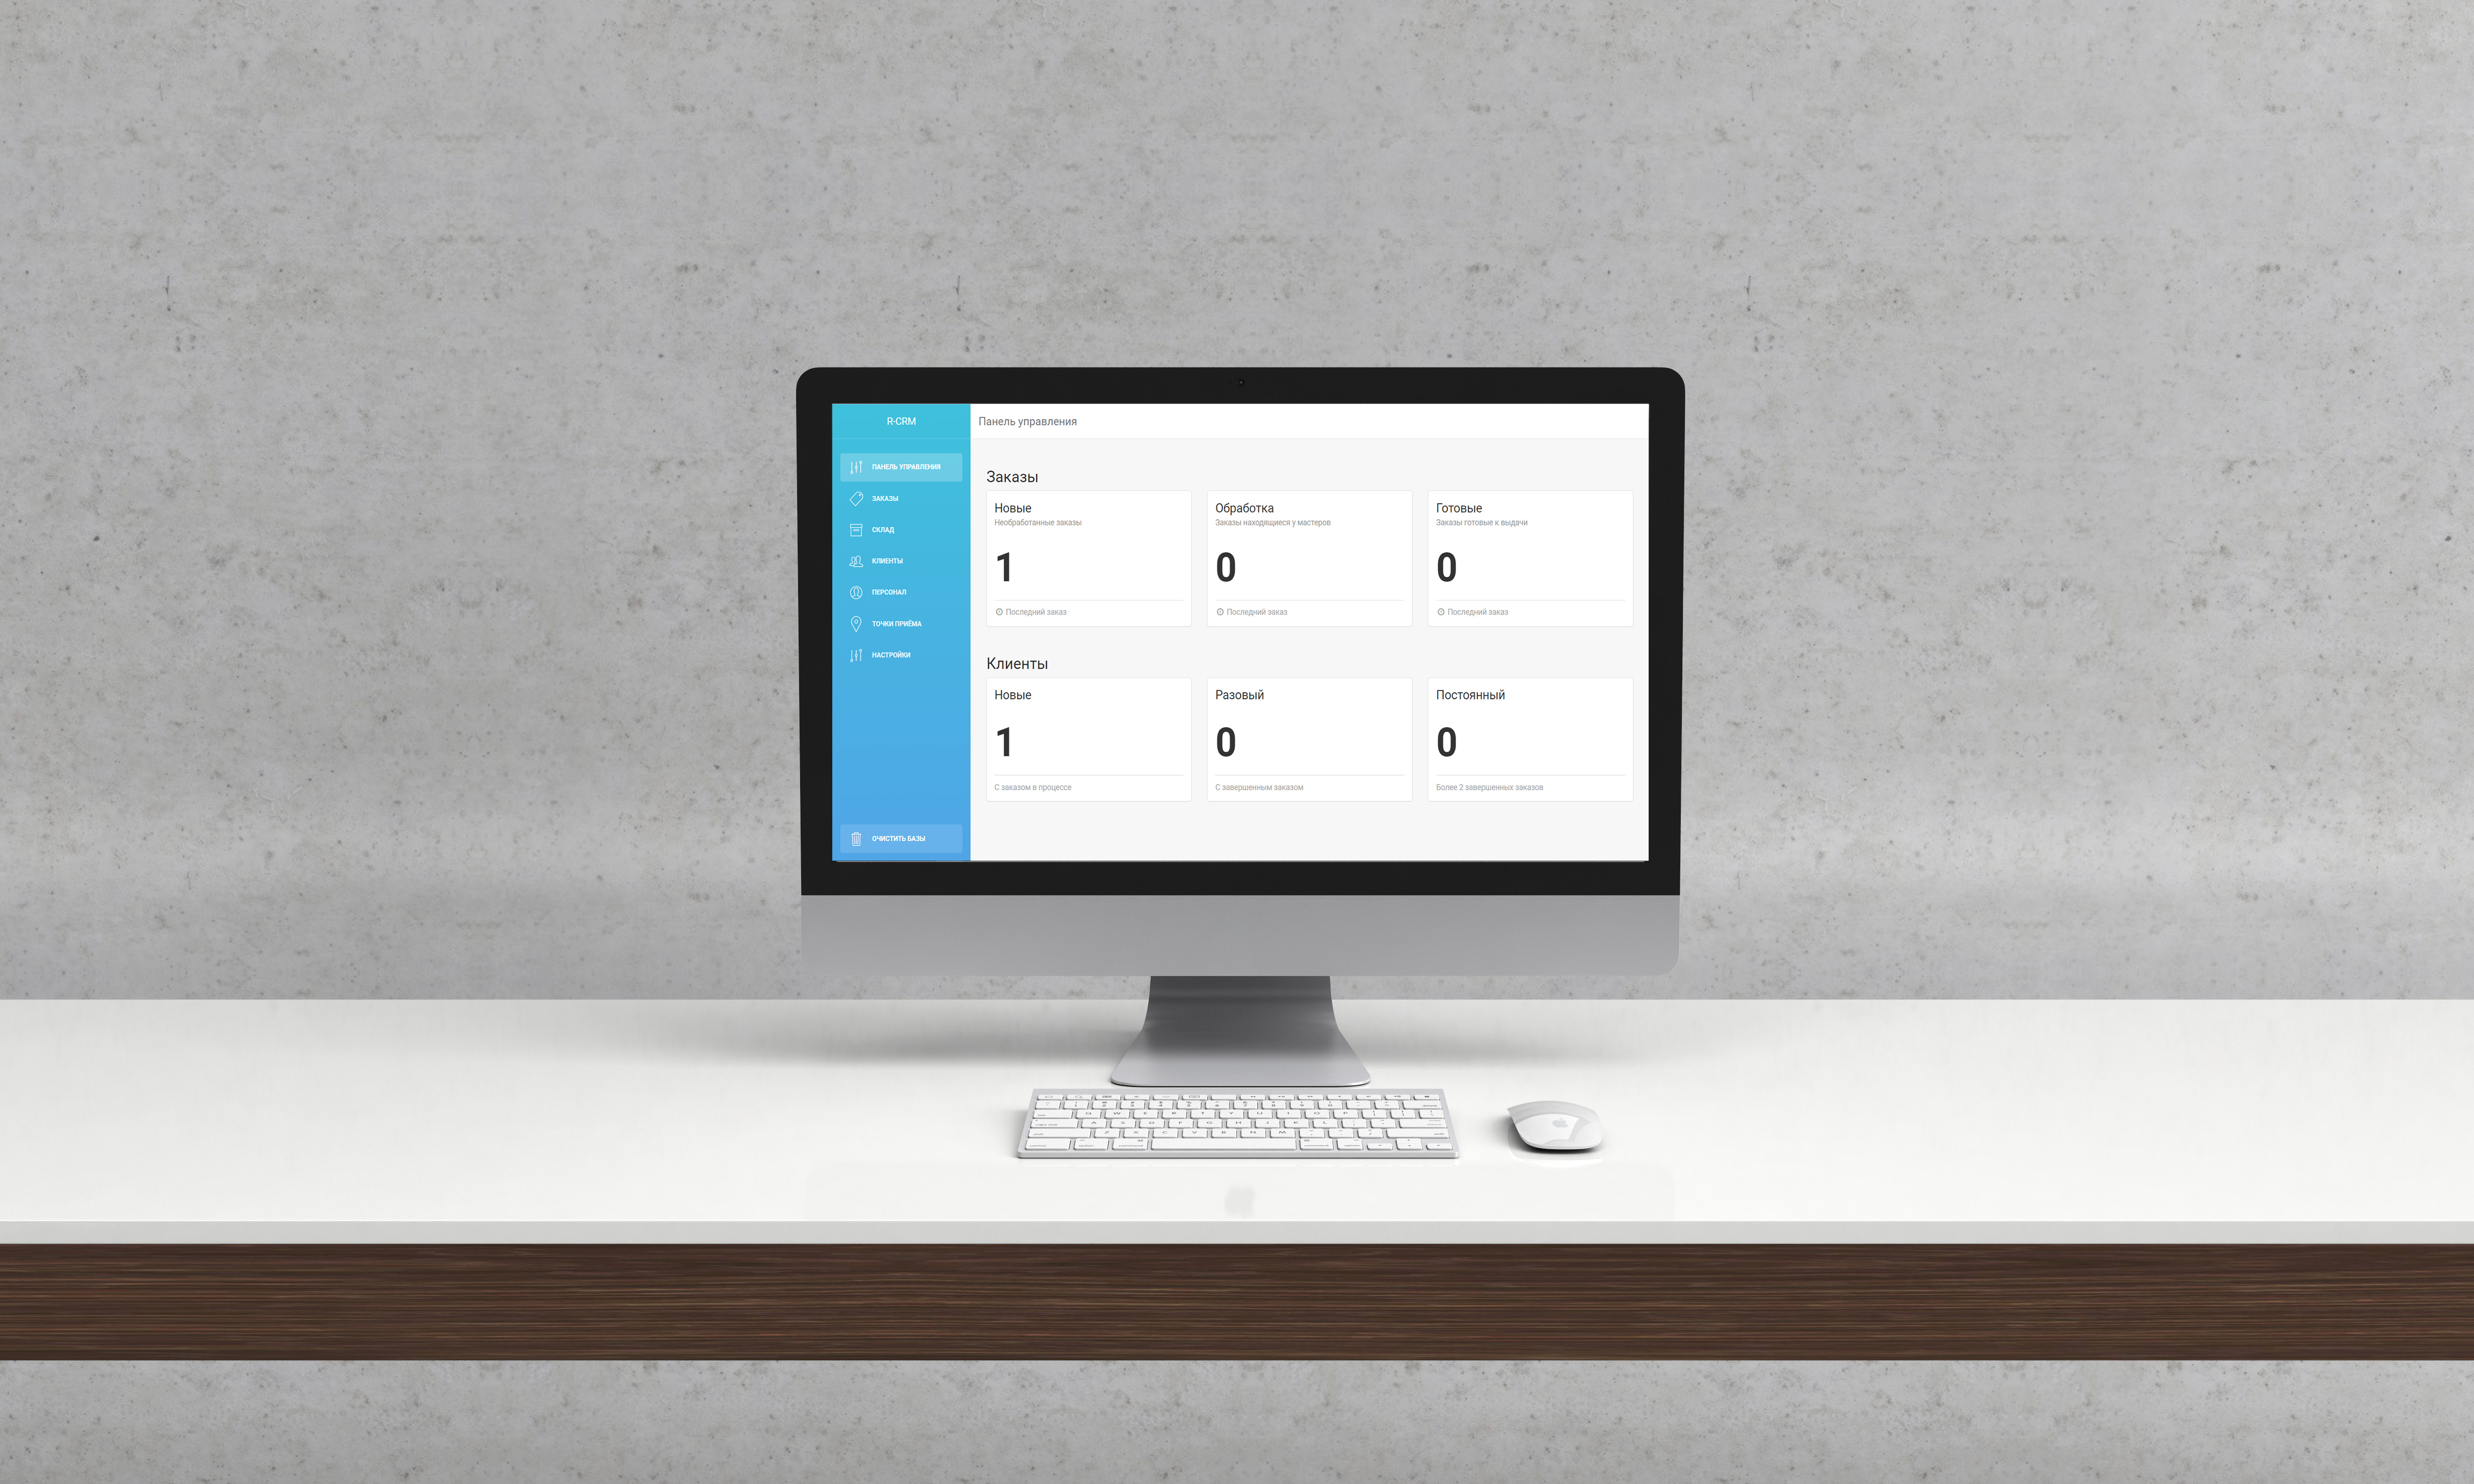 R-CRM
Панель управления
ПАНЕЛЬ УПРАВЛЕНИЯ
ЗАКАЗЫ
СКЛАД
КЛИЕНТЫ
ПЕРСОНАЛ
ТОЧКИ ПРИЁМА
НАСТРОЙКИ
ОЧИСТИТЬ БАЗЫ
Заказы
Новые
Необработанные заказы
1
Последний заказ
Обработка
Заказы находящиеся у мастеров
0
Последний заказ
Готовые
Заказы готовые к выдачи
0
Последний заказ
Клиенты
Новые
1
С заказом в процессе
Разовый
0
С завершенным заказом
Постоянный
0
Более 2 завершенных заказов